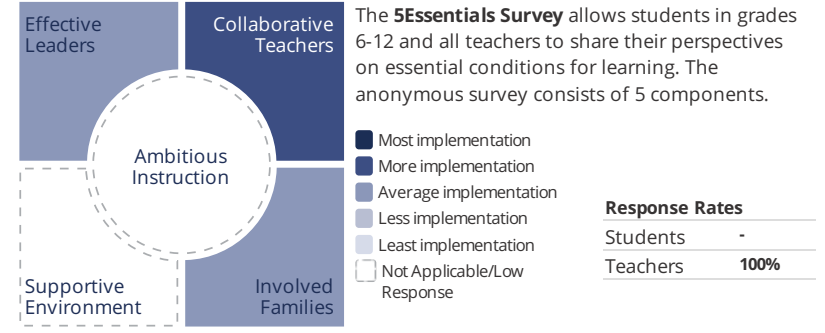 Effective
Leaders
Collaborative
Teachers
Ambitious
Instruction
Supportive
Environment
Involved
Families
The 5Essentials Survey allows students in grades
6-12 and all teachers to share their perspectives
on essential conditions for learning. The
anonymous survey consists of 5 components.
Most implementation
More implementation
Average implementation
Less implementation
Least implementation
Not Applicable/Low
Response
Response Rates
Students -
Teachers 100%